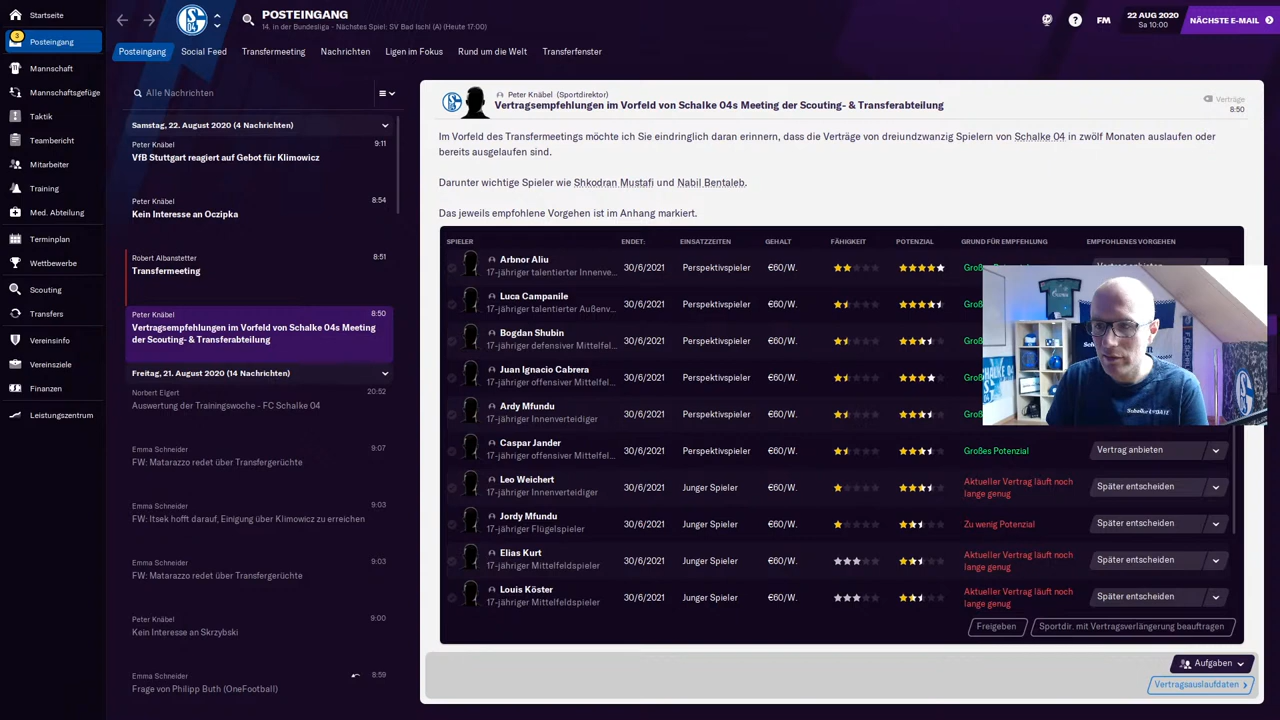 Startseite
3
Posteingang
Mannschaft
Mannschaftsgefüge
Taktik
Teambericht
Mitarbeiter
Training
Med. Abteilung
Terminplan
Wettbewerbe
Scouting
Transfers
Vereinsinfo
Vereinsziele
Finanzen
Leistungszentrum
POSTEINGANG
14. in der Bundesliga - Nächstes Spiel: SV Bad Ischl (A) (Heute 17:00)
FM
22 AUG 2020
Sa 10:00
NÄCHSTE E-MAIL
Posteingang Social Feed Transfermeeting Nachrichten Ligen im Fokus Rund um die Welt Transferfenster
Alle Nachrichten
Samstag, 22. August 2020 (4 Nachrichten)
Peter Knäbel 9:11
VfB Stuttgart reagiert auf Gebot für Klimowicz
Peter Knäbel 8:54
Kein Interesse an Oczipka
Robert Albanstetter 8:51
Transfermeeting
Peter Knäbel 8:50
Vertragsempfehlungen im Vorfeld von Schalke 04s Meeting
der Scouting- & Transferabteilung
Freitag, 21. August 2020 (14 Nachrichten)
Norbert Elgert 20:52
Auswertung der Trainingswoche - FC Schalke 04
Emma Schneider 9:07
FW: Matarazzo redet über Transfergerüchte
Emma Schneider 9:03
FW: Itsek hofft darauf, Einigung über Klimowicz zu erreichen
Emma Schneider 9:03
FW: Matarazzo redet über Transfergerüchte
Peter Knäbel 9:00
Kein Interesse an Skrzybski
Emma Schneider 8:59
Frage von Philipp Buth (OneFootball)
Peter Knäbel (Sportdirektor)
Vertragsempfehlungen im Vorfeld von Schalke 04s Meeting der Scouting- & Transferabteilung
Verträge
8:50
Im Vorfeld des Transfermeetings möchte ich Sie eindringlich daran erinnern, dass die Verträge von dreiundzwanzig Spielern von Schalke 04 in zwölf Monaten auslaufen oder
bereits ausgelaufen sind.
Darunter wichtige Spieler wie Shkodran Mustafi und Nabil Bentaleb.
Das jeweils empfohlene Vorgehen ist im Anhang markiert.
SPIELER ENDET: EINSATZZEITEN GEHALT FÄHIGKEIT POTENZIAL GRUND FÜR EMPFEHLUNG EMPFOHLENES VORGEHEN
Arbnor Aliu
17-jähriger talentierter Innenve... 30/6/2021 Perspektivspieler €60/W. Groß Vertrag anbieten
Luca Campanile
17-jähriger talentierter Außenv... 30/6/2021 Perspektivspieler €60/W. Groß
Bogdan Shubin
17-jähriger defensiver Mittelfel... 30/6/2021 Perspektivspieler €60/W. Groß
Juan Ignacio Cabrera
17-jähriger offensiver Mittelfel... 30/6/2021 Perspektivspieler €60/W. Groß
Ardy Mfundu
17-jähriger Innenverteidiger 30/6/2021 Perspektivspieler €60/W. Groß
Caspar Jander
17-jähriger offensiver Mittelfel... 30/6/2021 Perspektivspieler €60/W. Großes Potenzial Vertrag anbieten
Leo Weichert
17-jähriger Innenverteidiger 30/6/2021 Junger Spieler €60/W. Aktueller Vertrag läuft noch lange genug Später entscheiden
Jordy Mfundu
17-jähriger Flügelspieler 30/6/2021 Junger Spieler €60/W. Zu wenig Potenzial Später entscheiden
Elias Kurt
17-jähriger Mittelfeldspieler 30/6/2021 Junger Spieler €60/W. Aktueller Vertrag läuft noch lange genug Später entscheiden
Louis Köster
17-jähriger Mittelfeldspieler 30/6/2021 Junger Spieler €60/W. Aktueller Vertrag läuft noch lange genug Später entscheiden
Freigeben Sportdir. mit Vertragsverlängerung beauftragen
Aufgaben
Vertragsauslaufdaten